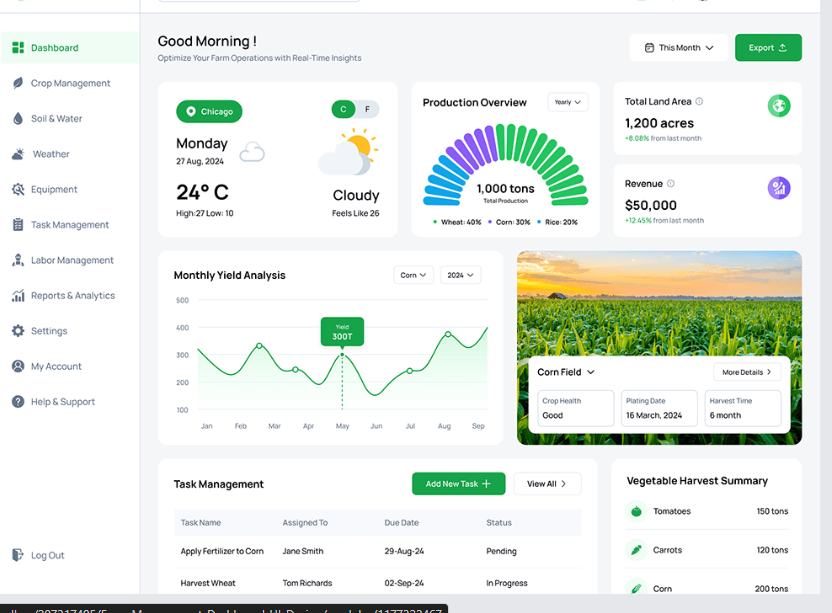 Dashboard
Crop Management
Soil & Water
Weather
Equipment
Task Management
Labor Management
Reports & Analytics
Settings
My Account
Help & Support
Log Out
Good Morning !
Optimize Your Farm Operations with Real-Time Insights
This Month
Export
Chicago
C F
Monday
27 Aug, 2024
24° C
High:27 Low: 10
Cloudy
Feels Like 26
Production Overview
Yearly
1,000 tons
Total Production
Wheat: 40% Corn: 30% Rice: 20%
Total Land Area
1,200 acres
+8.08% from last month
Revenue
$50,000
+12.45% from last month
Monthly Yield Analysis
Corn 2024
500
400
300
200
100
Yield
300T
Jan Feb Mar Apr May Jun Jul Aug Sep
Corn Field
More Details
Crop Health Plating Date Harvest Time
Good 16 March, 2024 6 month
Task Management
Add New Task +
View All
Task Name Assigned To Due Date Status
Apply Fertilizer to Corn Jane Smith 29-Aug-24 Pending
Harvest Wheat Tom Richards 02-Sep-24 In Progress
Vegetable Harvest Summary
Tomatoes 150 tons
Carrots 120 tons
Corn 200 tons